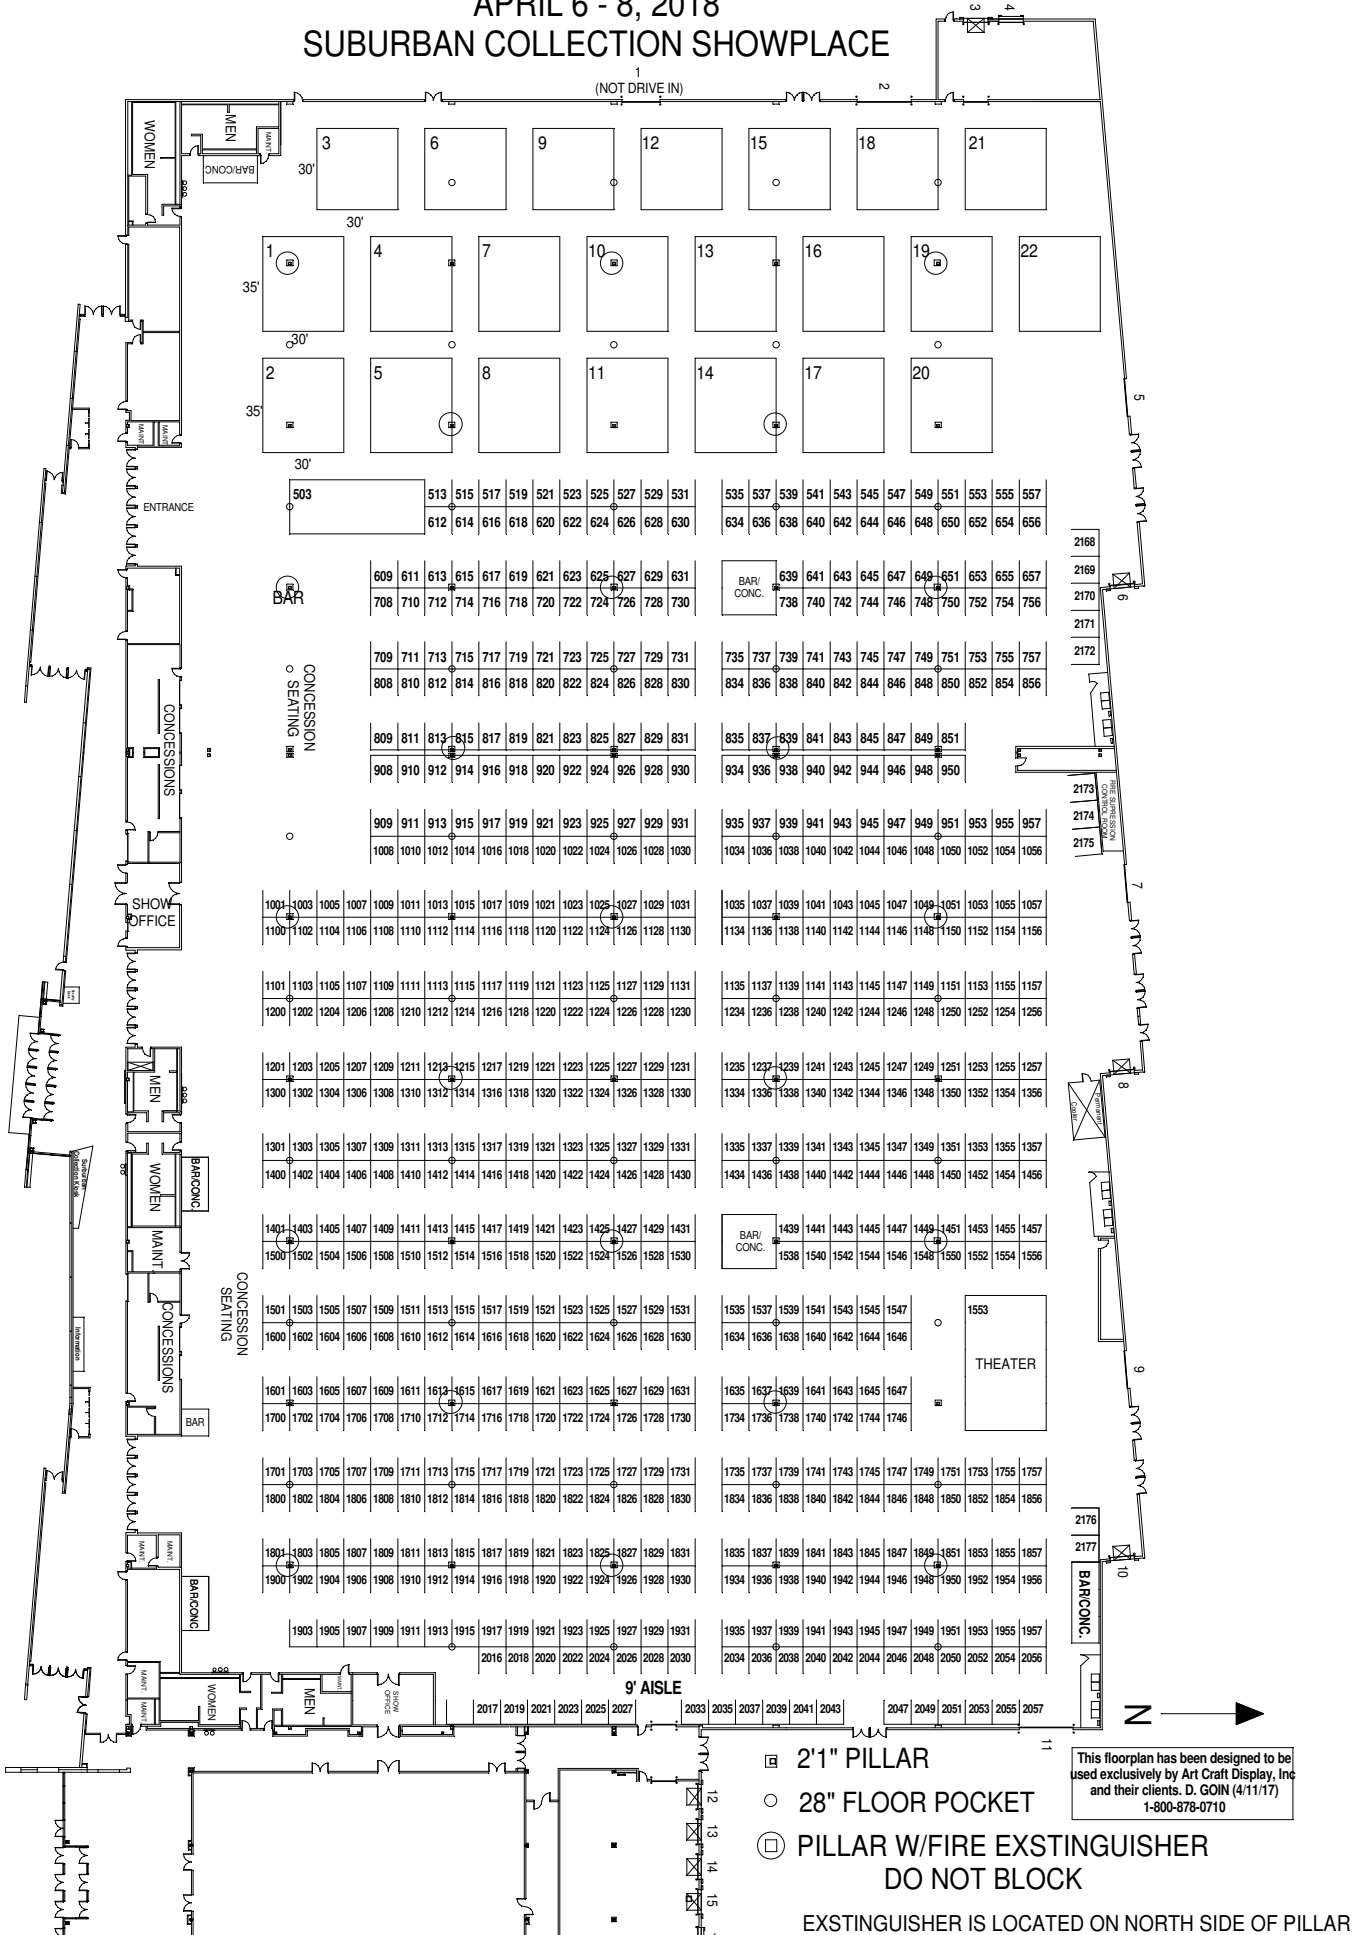 APRIL 6 - 8, 2018
SUBURBAN COLLECTION SHOWPLACE
1
(NOT DRIVE IN)
2
3
4
WOMEN
MEN
MAINT.
BAR/CONC
3 6 9 12 15 18 21
30'
30'
1 4 7 10 13 16 19 22
35'
30'
2 5 8 11 14 17 20
35'
30'
5
MAINT.
MAINT.
ENTRANCE
503 513 515 517 519 521 523 525 527 529 531 535 537 539 541 543 545 547 549 551 553 555 557
612 614 616 618 620 622 624 626 628 630 634 636 638 640 642 644 646 648 650 652 654 656
2168
2169
2170
2171
2172
6
BAR
609 611 613 615 617 619 621 623 625 627 629 631 BAR/ CONC. 639 641 643 645 647 649 651 653 655 657
708 710 712 714 716 718 720 722 724 726 728 730 738 740 742 744 746 748 750 752 754 756
CONCESSION
SEATING
CONCESSIONS
709 711 713 715 717 719 721 723 725 727 729 731 735 737 739 741 743 745 747 749 751 753 755 757
808 810 812 814 816 818 820 822 824 826 828 830 834 836 838 840 842 844 846 848 850 852 854 856
809 811 813 815 817 819 821 823 825 827 829 831 835 837 839 841 843 845 847 849 851
908 910 912 914 916 918 920 922 924 926 928 930 934 936 938 940 942 944 946 948 950
2173
2174
2175
FIRE SUPRESSION
CONTROL ROOM
909 911 913 915 917 919 921 923 925 927 929 931 935 937 939 941 943 945 947 949 951 953 955 957
1008 1010 1012 1014 1016 1018 1020 1022 1024 1026 1028 1030 1034 1036 1038 1040 1042 1044 1046 1048 1050 1052 1054 1056
7
SHOW
OFFICE
1001 1003 1005 1007 1009 1011 1013 1015 1017 1019 1021 1023 1025 1027 1029 1031 1035 1037 1039 1041 1043 1045 1047 1049 1051 1053 1055 1057
1100 1102 1104 1106 1108 1110 1112 1114 1116 1118 1120 1122 1124 1126 1128 1130 1134 1136 1138 1140 1142 1144 1146 1148 1150 1152 1154 1156
1101 1103 1105 1107 1109 1111 1113 1115 1117 1119 1121 1123 1125 1127 1129 1131 1135 1137 1139 1141 1143 1145 1147 1149 1151 1153 1155 1157
1200 1202 1204 1206 1208 1210 1212 1214 1216 1218 1220 1222 1224 1226 1228 1230 1234 1236 1238 1240 1242 1244 1246 1248 1250 1252 1254 1256
MEN
1201 1203 1205 1207 1209 1211 1213 1215 1217 1219 1221 1223 1225 1227 1229 1231 1235 1237 1239 1241 1243 1245 1247 1249 1251 1253 1255 1257
1300 1302 1304 1306 1308 1310 1312 1314 1316 1318 1320 1322 1324 1326 1328 1330 1334 1336 1338 1340 1342 1344 1346 1348 1350 1352 1354 1356
8
Permanent
Cooler
Suburban
Collection Kiosk
WOMEN
BAR/CONC.
1301 1303 1305 1307 1309 1311 1313 1315 1317 1319 1321 1323 1325 1327 1329 1331 1335 1337 1339 1341 1343 1345 1347 1349 1351 1353 1355 1357
1400 1402 1404 1406 1408 1410 1412 1414 1416 1418 1420 1422 1424 1426 1428 1430 1434 1436 1438 1440 1442 1444 1446 1448 1450 1452 1454 1456
MAINT
1401 1403 1405 1407 1409 1411 1413 1415 1417 1419 1421 1423 1425 1427 1429 1431 BAR/ CONC. 1439 1441 1443 1445 1447 1449 1451 1453 1455 1457
1500 1502 1504 1506 1508 1510 1512 1514 1516 1518 1520 1522 1524 1526 1528 1530 1538 1540 1542 1544 1546 1548 1550 1552 1554 1556
CONCESSION
SEATING
CONCESSIONS
Information
1501 1503 1505 1507 1509 1511 1513 1515 1517 1519 1521 1523 1525 1527 1529 1531 1535 1537 1539 1541 1543 1545 1547 1553
1600 1602 1604 1606 1608 1610 1612 1614 1616 1618 1620 1622 1624 1626 1628 1630 1634 1636 1638 1640 1642 1644 1646
THEATER
9
1601 1603 1605 1607 1609 1611 1613 1615 1617 1619 1621 1623 1625 1627 1629 1631 1635 1637 1639 1641 1643 1645 1647
1700 1702 1704 1706 1708 1710 1712 1714 1716 1718 1720 1722 1724 1726 1728 1730 1734 1736 1738 1740 1742 1744 1746
BAR
1701 1703 1705 1707 1709 1711 1713 1715 1717 1719 1721 1723 1725 1727 1729 1731 1735 1737 1739 1741 1743 1745 1747 1749 1751 1753 1755 1757
1800 1802 1804 1806 1808 1810 1812 1814 1816 1818 1820 1822 1824 1826 1828 1830 1834 1836 1838 1840 1842 1844 1846 1848 1850 1852 1854 1856
2176
2177
MAINT.
MAINT.
1801 1803 1805 1807 1809 1811 1813 1815 1817 1819 1821 1823 1825 1827 1829 1831 1835 1837 1839 1841 1843 1845 1847 1849 1851 1853 1855 1857
1900 1902 1904 1906 1908 1910 1912 1914 1916 1918 1920 1922 1924 1926 1928 1930 1934 1936 1938 1940 1942 1944 1946 1948 1950 1952 1954 1956
10
BAR/CONC.
BAR/CONC.
1903 1905 1907 1909 1911 1913 1915 1917 1919 1921 1923 1925 1927 1929 1931 1935 1937 1939 1941 1943 1945 1947 1949 1951 1953 1955 1957
2016 2018 2020 2022 2024 2026 2028 2030 2034 2036 2038 2040 2042 2044 2046 2048 2050 2052 2054 2056
MAINT.
MAINT.
WOMEN
MEN
MAINT
SHOW
OFFICE
9' AISLE
2017 2019 2021 2023 2025 2027 2033 2035 2037 2039 2041 2043 2047 2049 2051 2053 2055 2057
N
11
12
13
14
15
2'1" PILLAR
28" FLOOR POCKET
PILLAR W/FIRE EXSTINGUISHER
DO NOT BLOCK
EXSTINGUISHER IS LOCATED ON NORTH SIDE OF PILLAR
This floorplan has been designed to be
used exclusively by Art Craft Display, Inc
and their clients. D. GOIN (4/11/17)
1-800-878-0710